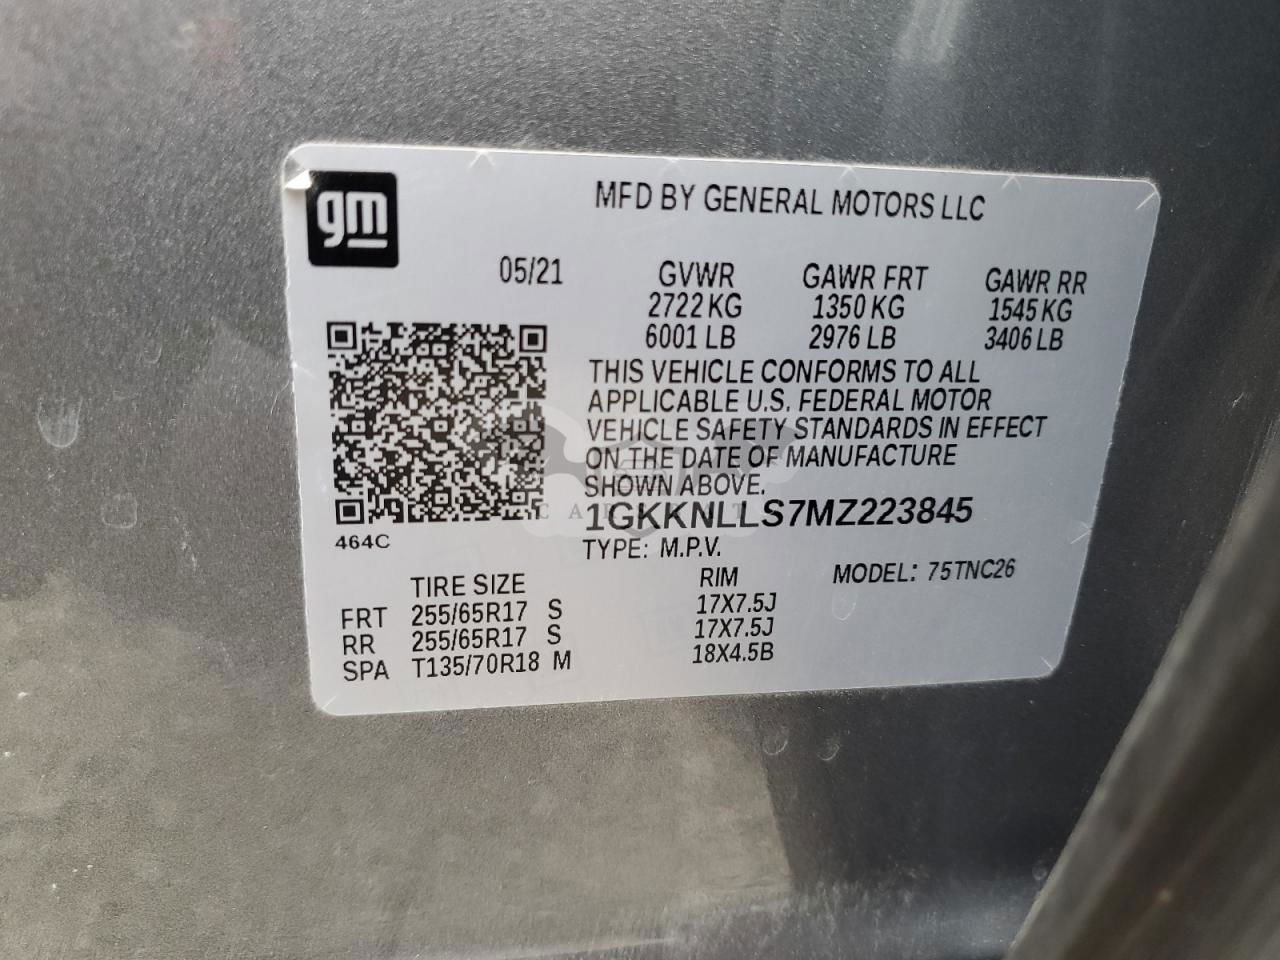 gm
MFD BY GENERAL MOTORS LLC
05/21 GVWR GAWR FRT GAWR RR
2722 KG 1350 KG 1545 KG
6001 LB 2976 LB 3406 LB
THIS VEHICLE CONFORMS TO ALL
APPLICABLE U.S. FEDERAL MOTOR
VEHICLE SAFETY STANDARDS IN EFFECT
ON THE DATE OF MANUFACTURE
SHOWN ABOVE.
1GKKNLLS7MZ223845
464C
TYPE: M.P.V.
TIRE SIZE RIM MODEL: 75TNC26
FRT 255/65R17 S 17X7.5J
RR 255/65R17 S 17X7.5J
SPA T135/70R18 M 18X4.5B